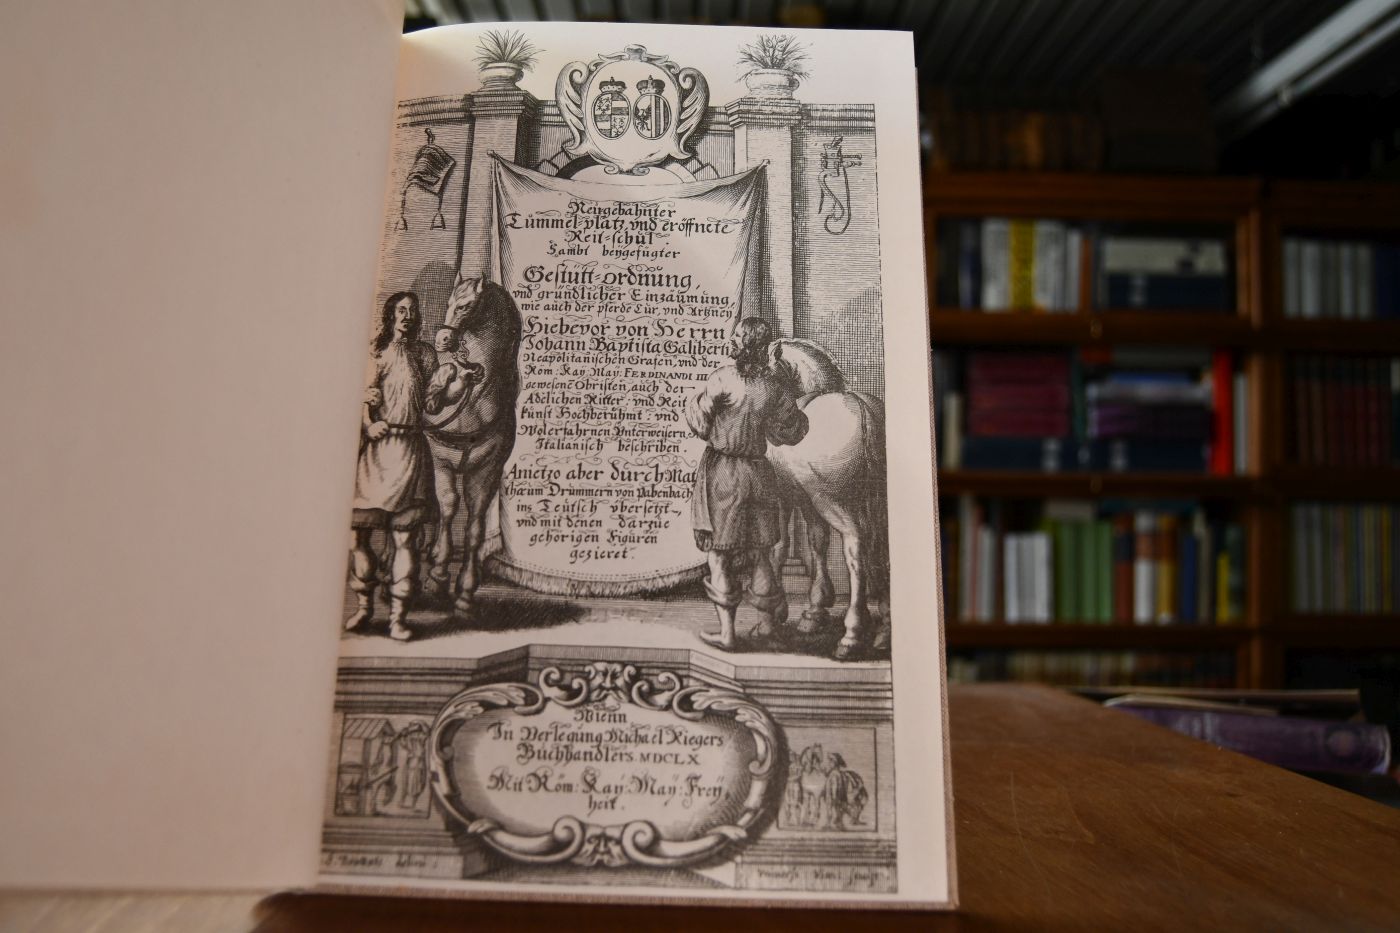 Neugebahnter
Tümmel-platz, und eröffnete
Reit-schul.
Sambt beygefügter
Gestütt-ordnung,
und gründlicher Einzäumung,
wie auch der pferde Cur, und Artzney,
Hiebevor von Herrn
Johann Baptista Galiberti
Neapolitanischen Grafen, und der
Röm: Kay: May: FERDINANDI III
gewesene Obristen, auch der
Adelichen Ritter: und Reit
kunst Hochberühmt: und
Wolerfahrnen Unterweisern,
Italianisch beschriben.
Anietzo aber durch Mat
thæum Drummern von Pabenbach
ins Teutsch übersetzt,
und mit denen darzue
gehörigen Figuren
gezieret.
Wienn
In Verlegung Michael Riegers
Buchhandlers. MDCLX
Mit Röm: Kay: May: Frey
heit.